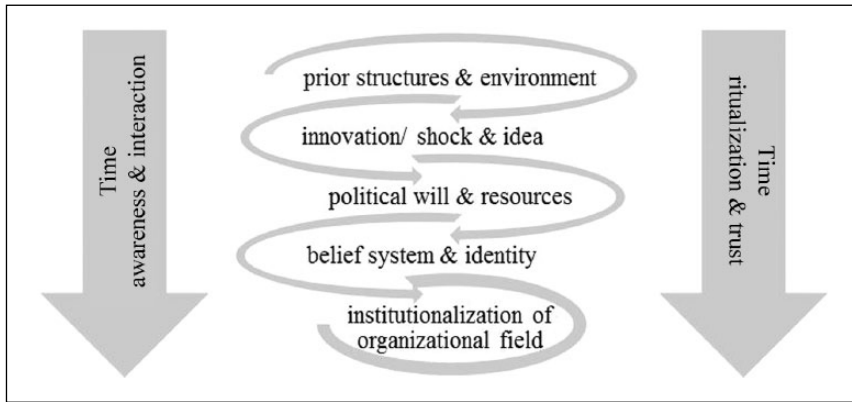 Time
awareness & interaction
prior structures & environment
innovation/ shock & idea
political will & resources
belief system & identity
institutionalization of
organizational field
Time
ritualization & trust